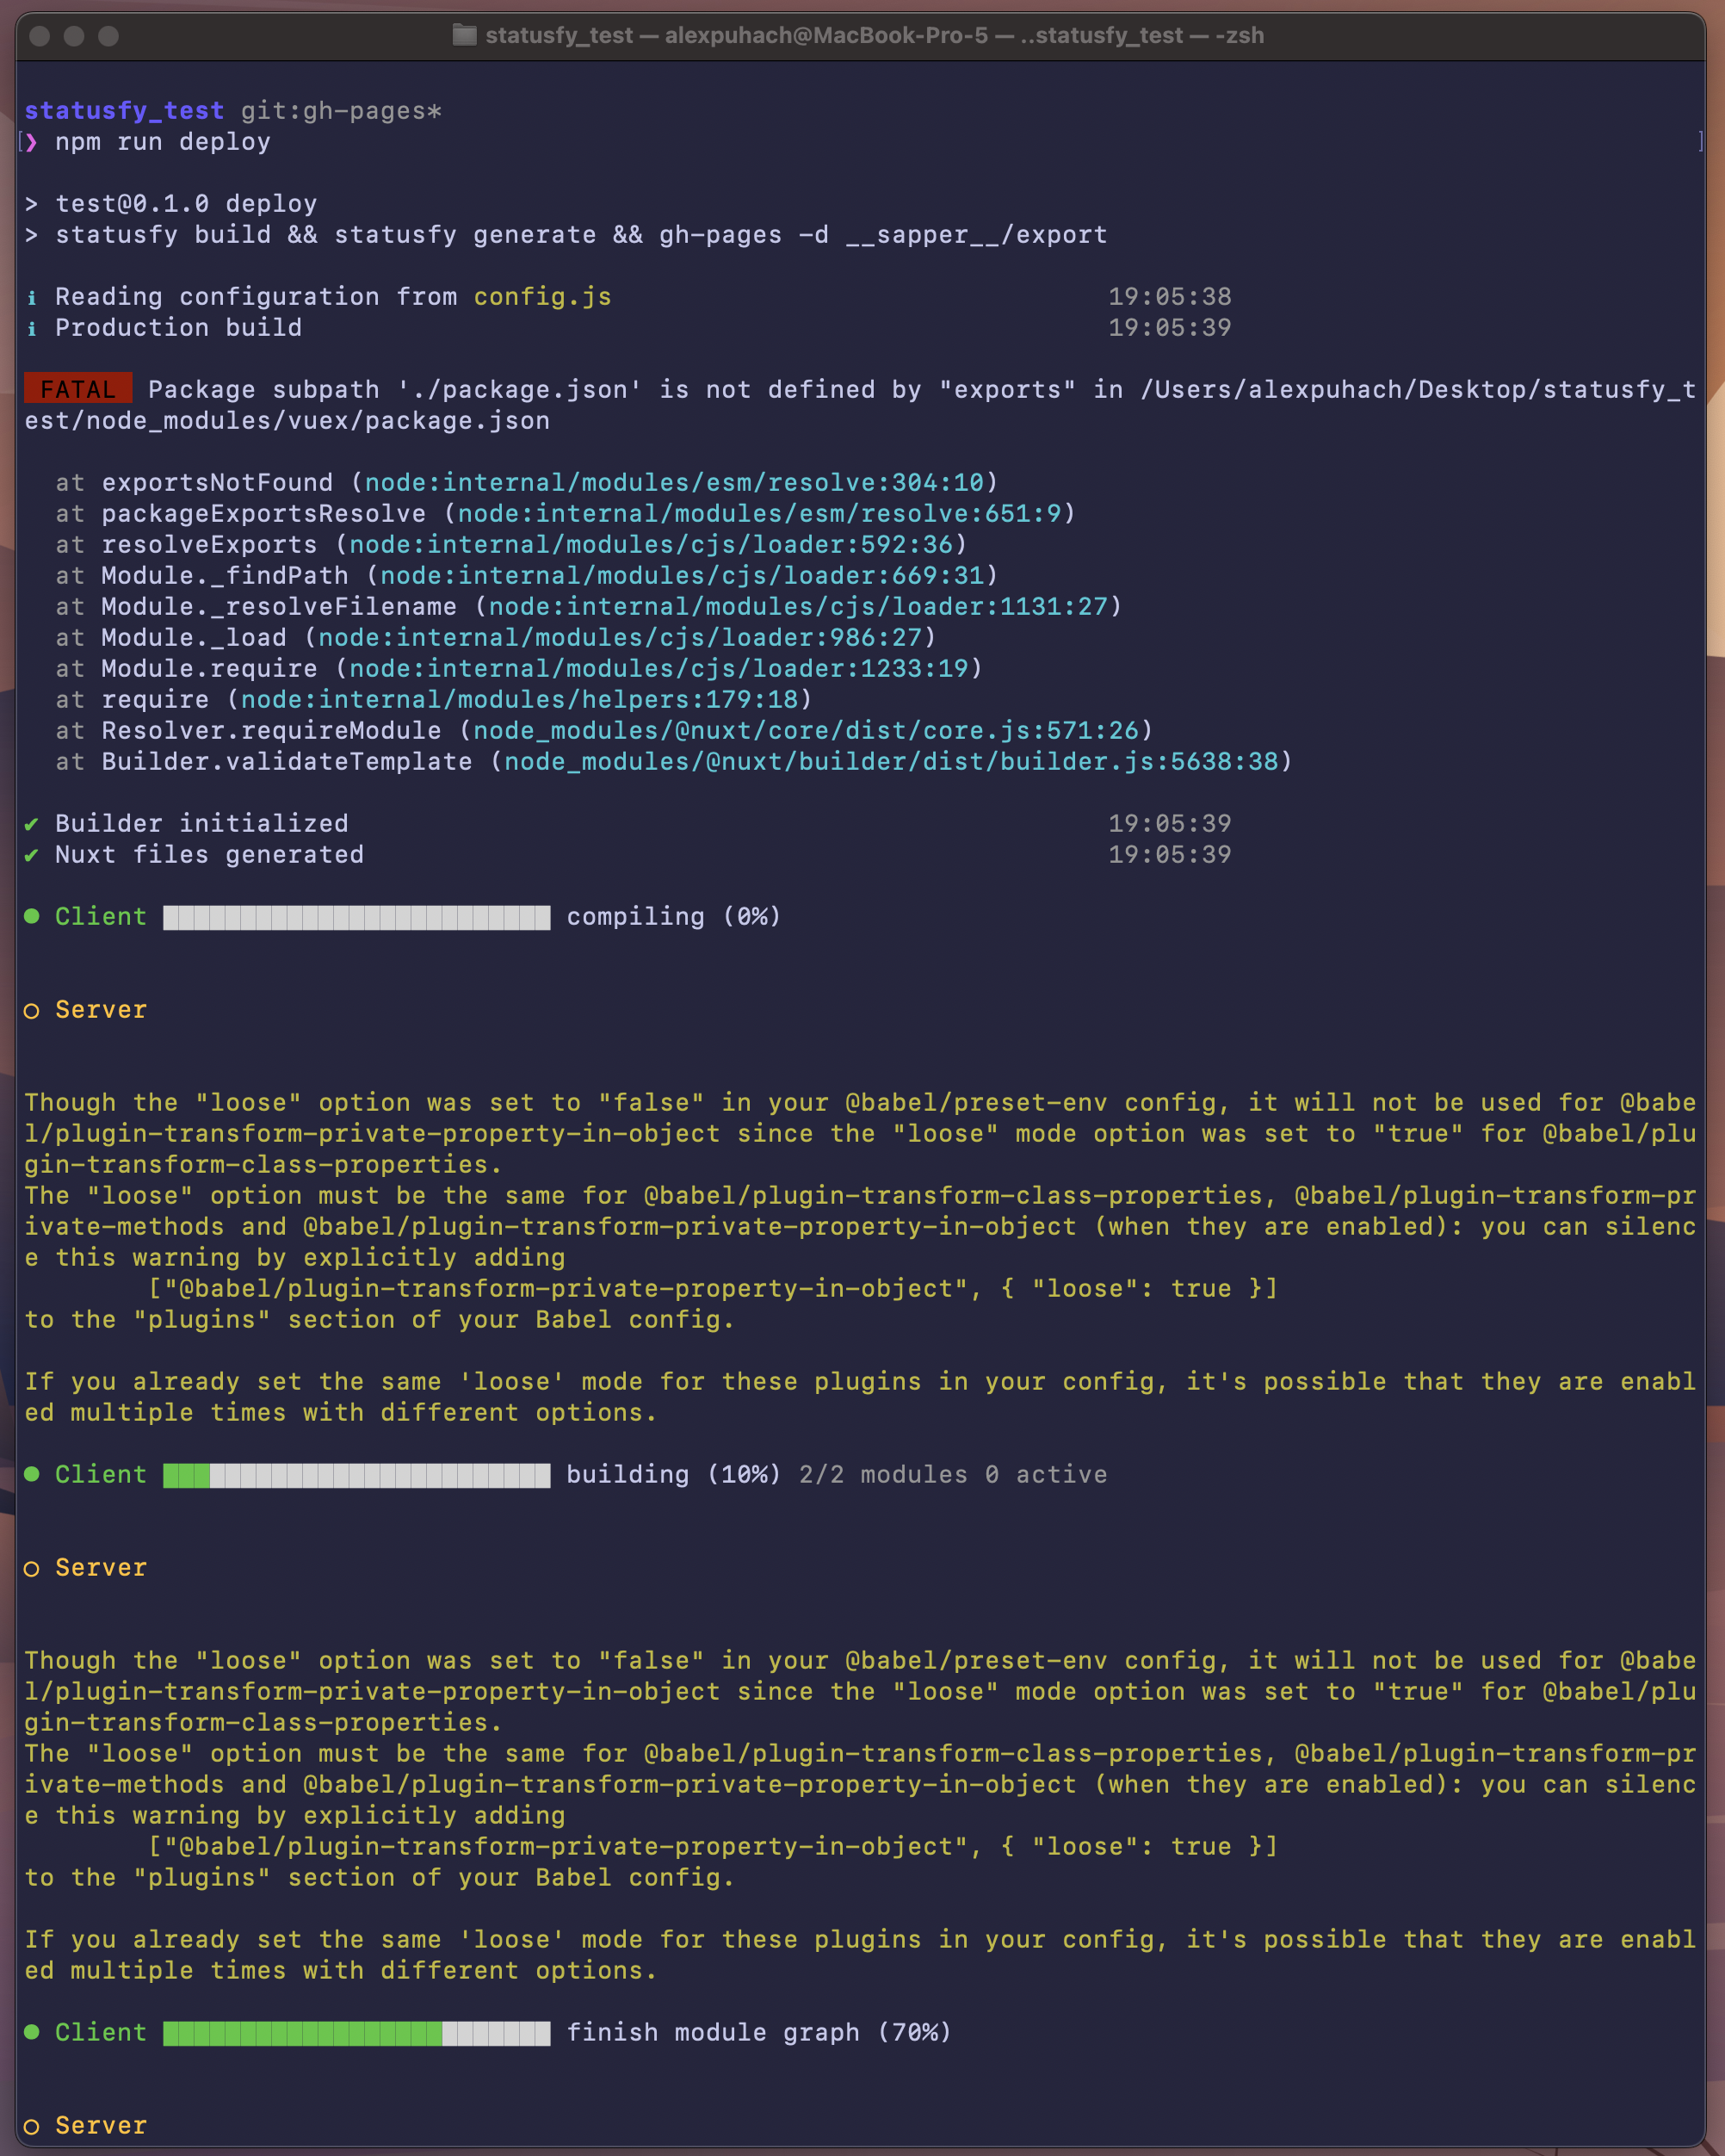 statusfy_test — alexpuhach@MacBook-Pro-5 — ..statusfy_test — -zsh
statusfy_test git:gh-pages*
[❯ npm run deploy ]
> test@0.1.0 deploy
> statusfy build && statusfy generate && gh-pages -d __sapper__/export
ℹ Reading configuration from config.js 19:05:38
ℹ Production build 19:05:39
FATAL Package subpath './package.json' is not defined by "exports" in /Users/alexpuhach/Desktop/statusfy_t
est/node_modules/vuex/package.json
at exportsNotFound (node:internal/modules/esm/resolve:304:10)
at packageExportsResolve (node:internal/modules/esm/resolve:651:9)
at resolveExports (node:internal/modules/cjs/loader:592:36)
at Module._findPath (node:internal/modules/cjs/loader:669:31)
at Module._resolveFilename (node:internal/modules/cjs/loader:1131:27)
at Module._load (node:internal/modules/cjs/loader:986:27)
at Module.require (node:internal/modules/cjs/loader:1233:19)
at require (node:internal/modules/helpers:179:18)
at Resolver.requireModule (node_modules/@nuxt/core/dist/core.js:571:26)
at Builder.validateTemplate (node_modules/@nuxt/builder/dist/builder.js:5638:38)
✔ Builder initialized 19:05:39
✔ Nuxt files generated 19:05:39
● Client compiling (0%)
○ Server
Though the "loose" option was set to "false" in your @babel/preset-env config, it will not be used for @babe
l/plugin-transform-private-property-in-object since the "loose" mode option was set to "true" for @babel/plu
gin-transform-class-properties.
The "loose" option must be the same for @babel/plugin-transform-class-properties, @babel/plugin-transform-pr
ivate-methods and @babel/plugin-transform-private-property-in-object (when they are enabled): you can silenc
e this warning by explicitly adding
["@babel/plugin-transform-private-property-in-object", { "loose": true }]
to the "plugins" section of your Babel config.
If you already set the same 'loose' mode for these plugins in your config, it's possible that they are enabl
ed multiple times with different options.
● Client building (10%) 2/2 modules 0 active
○ Server
Though the "loose" option was set to "false" in your @babel/preset-env config, it will not be used for @babe
l/plugin-transform-private-property-in-object since the "loose" mode option was set to "true" for @babel/plu
gin-transform-class-properties.
The "loose" option must be the same for @babel/plugin-transform-class-properties, @babel/plugin-transform-pr
ivate-methods and @babel/plugin-transform-private-property-in-object (when they are enabled): you can silenc
e this warning by explicitly adding
["@babel/plugin-transform-private-property-in-object", { "loose": true }]
to the "plugins" section of your Babel config.
If you already set the same 'loose' mode for these plugins in your config, it's possible that they are enabl
ed multiple times with different options.
● Client finish module graph (70%)
○ Server